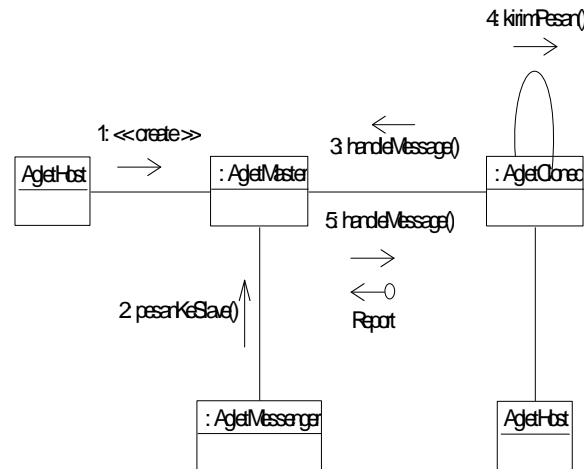 4: kirimPesan()
1: <<create>>
3: handleMessage()
AgletHost
: AgletMaster
: AgletCloned
5: handleMessage()
2: pesanKeSlave()
Report
: AgletMessenger
AgletHost